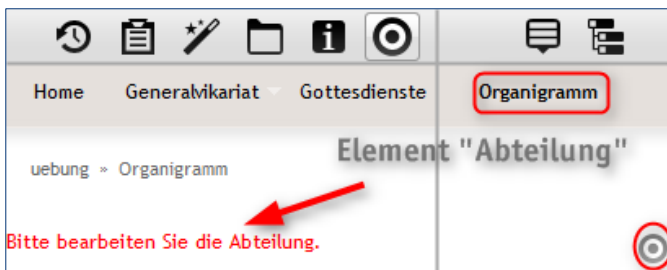 Home Generalvikariat Gottesdienste Organigramm
Element "Abteilung"
uebung » Organigramm
Bitte bearbeiten Sie die Abteilung.